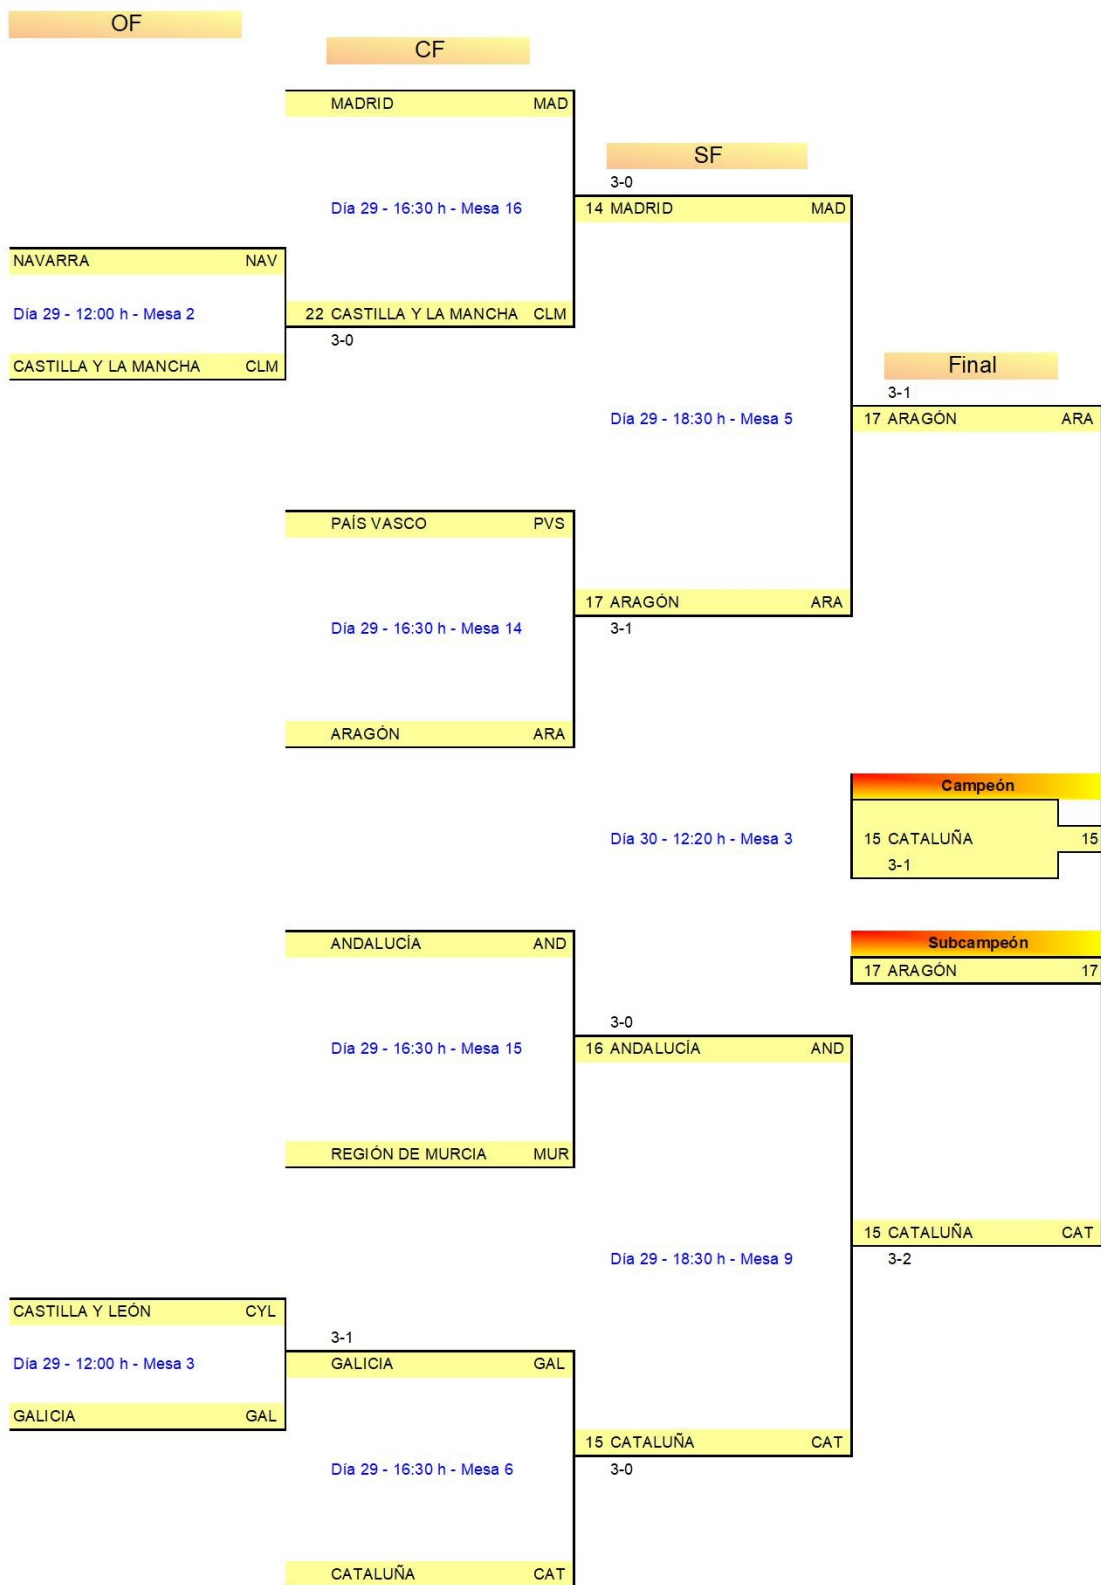 OF
CF
MADRID MAD
SF
3-0
Día 29 - 16:30 h - Mesa 16
14 MADRID MAD
NAVARRA NAV
Día 29 - 12:00 h - Mesa 2
22 CASTILLA Y LA MANCHA CLM
3-0
CASTILLA Y LA MANCHA CLM
Final
3-1
Día 29 - 18:30 h - Mesa 5
17 ARAGÓN ARA
PAÍS VASCO PVS
17 ARAGÓN ARA
Día 29 - 16:30 h - Mesa 14
3-1
ARAGÓN ARA
Campeón
Día 30 - 12:20 h - Mesa 3
15 CATALUÑA 15
3-1
ANDALUCÍA AND
Subcampeón
17 ARAGÓN 17
3-0
Día 29 - 16:30 h - Mesa 15
16 ANDALUCÍA AND
REGIÓN DE MURCIA MUR
15 CATALUÑA CAT
Día 29 - 18:30 h - Mesa 9
3-2
CASTILLA Y LEÓN CYL
3-1
Día 29 - 12:00 h - Mesa 3
GALICIA GAL
GALICIA GAL
15 CATALUÑA CAT
Día 29 - 16:30 h - Mesa 6
3-0
CATALUÑA CAT